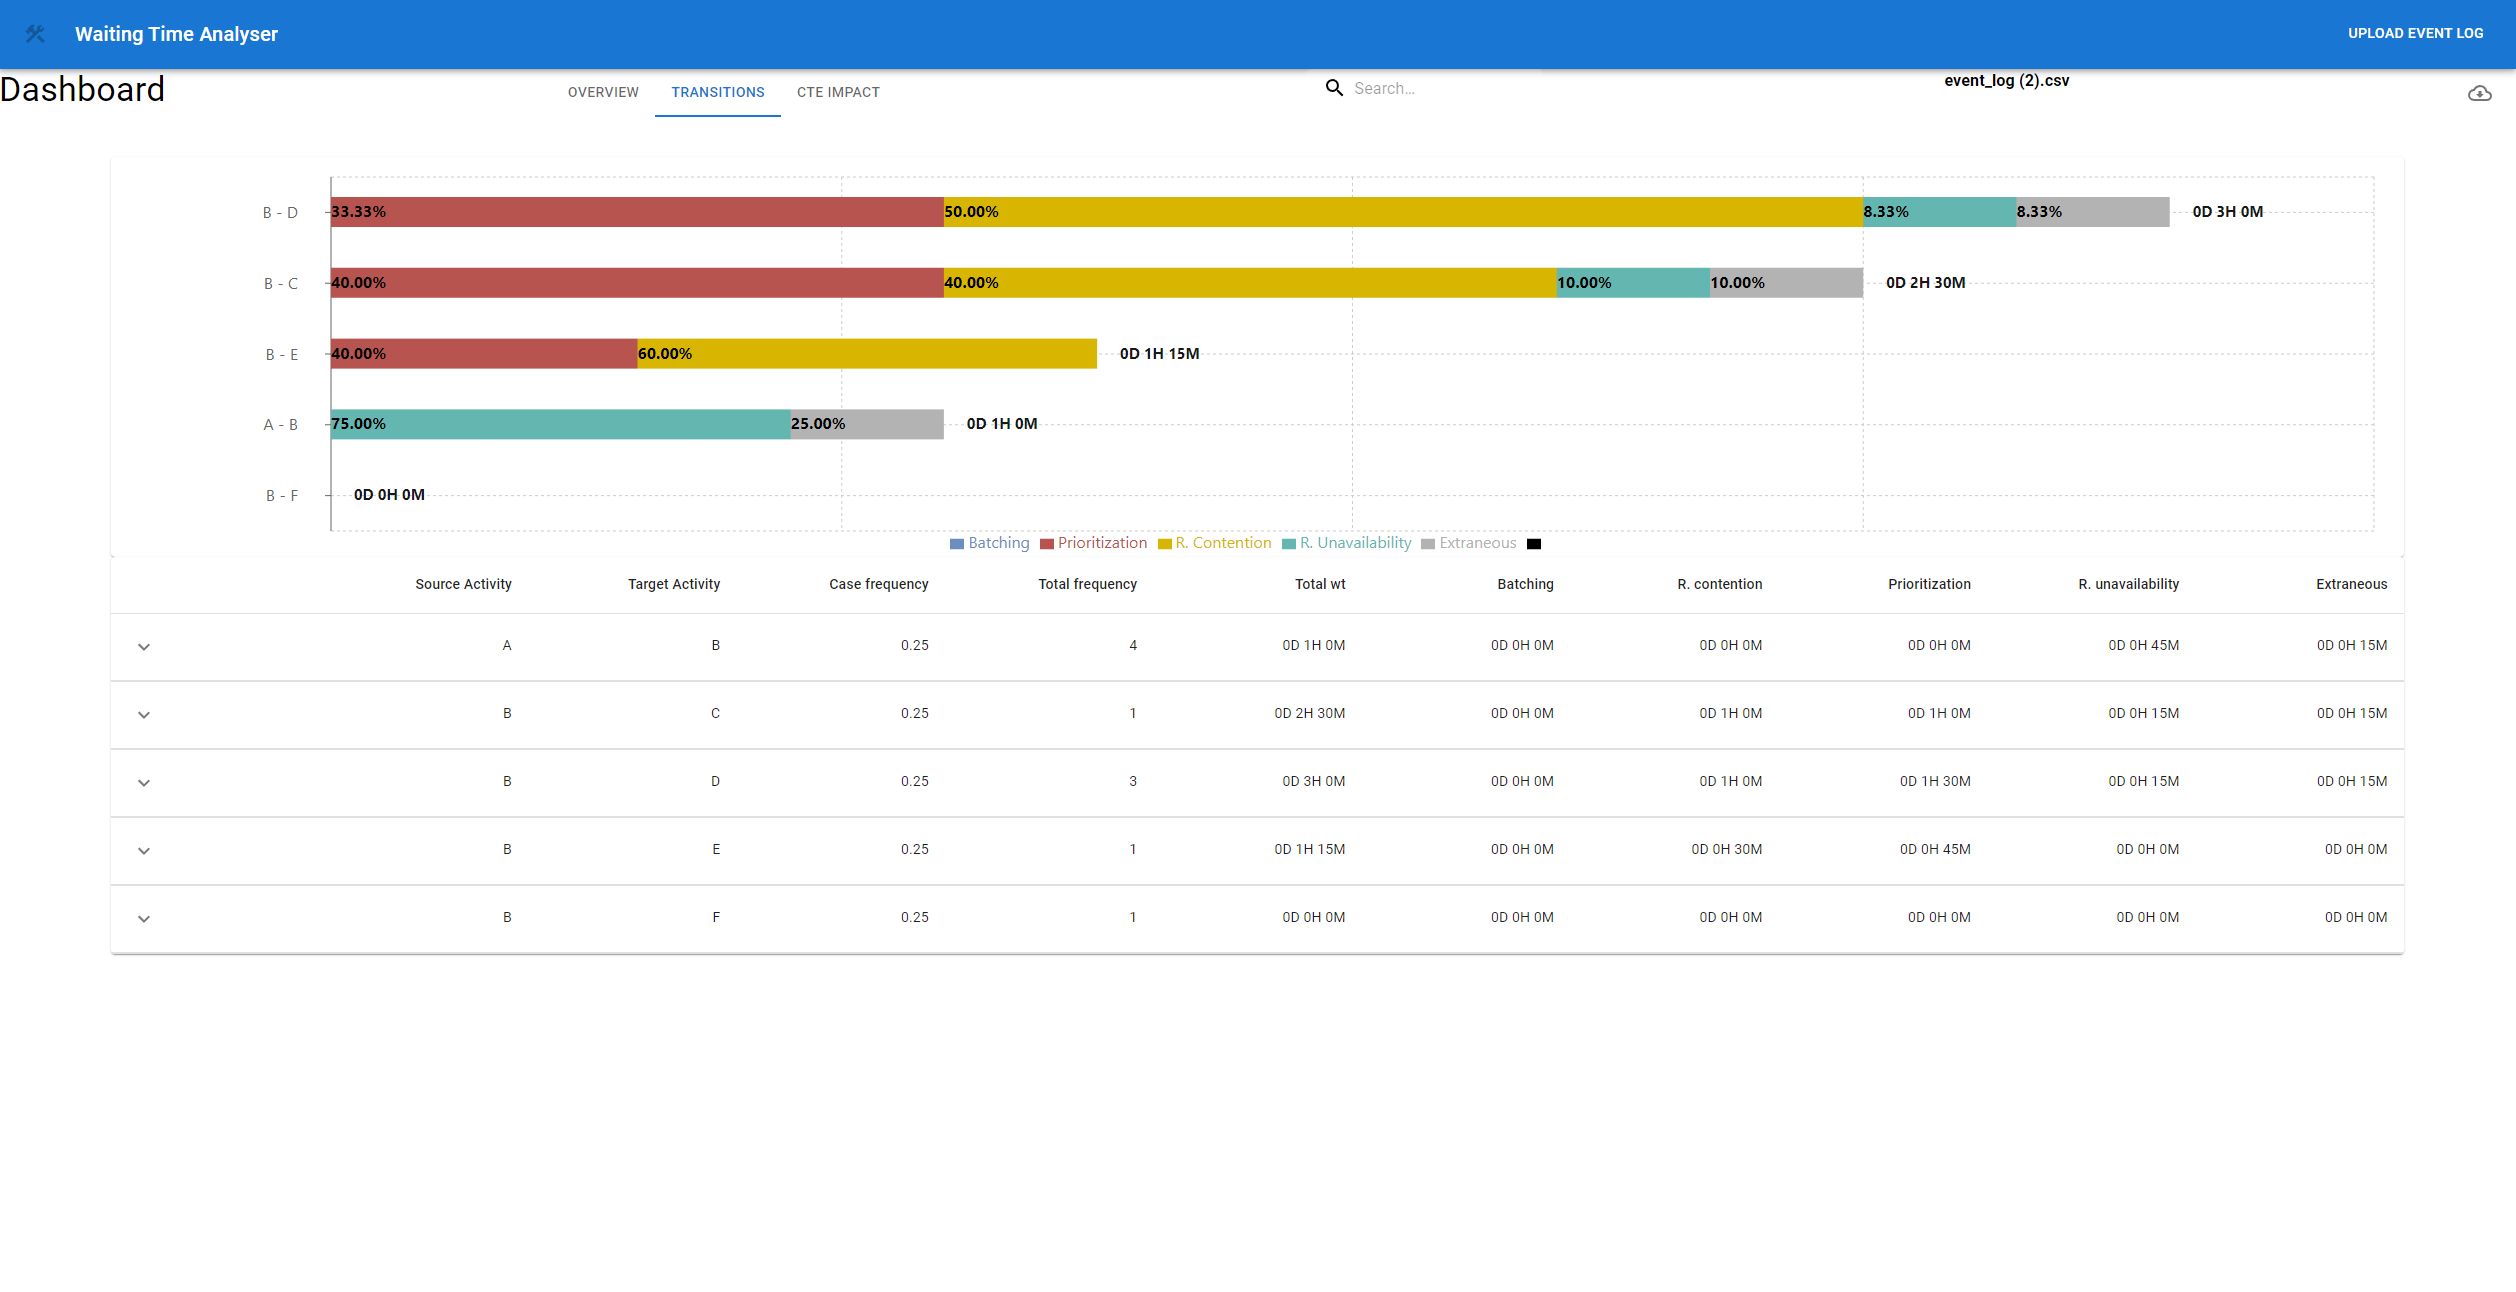 Waiting Time Analyser
UPLOAD EVENT LOG
Dashboard
OVERVIEW TRANSITIONS CTE IMPACT
Search...
event_log (2).csv
B - D 33.33% 50.00% 8.33% 8.33% 0D 3H 0M
B - C 40.00% 40.00% 10.00% 10.00% 0D 2H 30M
B - E 40.00% 60.00% 0D 1H 15M
A - B 75.00% 25.00% 0D 1H 0M
B - F 0D 0H 0M
Batching Prioritization R. Contention R. Unavailability Extraneous
Source Activity Target Activity Case frequency Total frequency Total wt Batching R. contention Prioritization R. unavailability Extraneous
A B 0.25 4 0D 1H 0M 0D 0H 0M 0D 0H 0M 0D 0H 0M 0D 0H 45M 0D 0H 15M
B C 0.25 1 0D 2H 30M 0D 0H 0M 0D 1H 0M 0D 1H 0M 0D 0H 15M 0D 0H 15M
B D 0.25 3 0D 3H 0M 0D 0H 0M 0D 1H 0M 0D 1H 30M 0D 0H 15M 0D 0H 15M
B E 0.25 1 0D 1H 15M 0D 0H 0M 0D 0H 30M 0D 0H 45M 0D 0H 0M 0D 0H 0M
B F 0.25 1 0D 0H 0M 0D 0H 0M 0D 0H 0M 0D 0H 0M 0D 0H 0M 0D 0H 0M